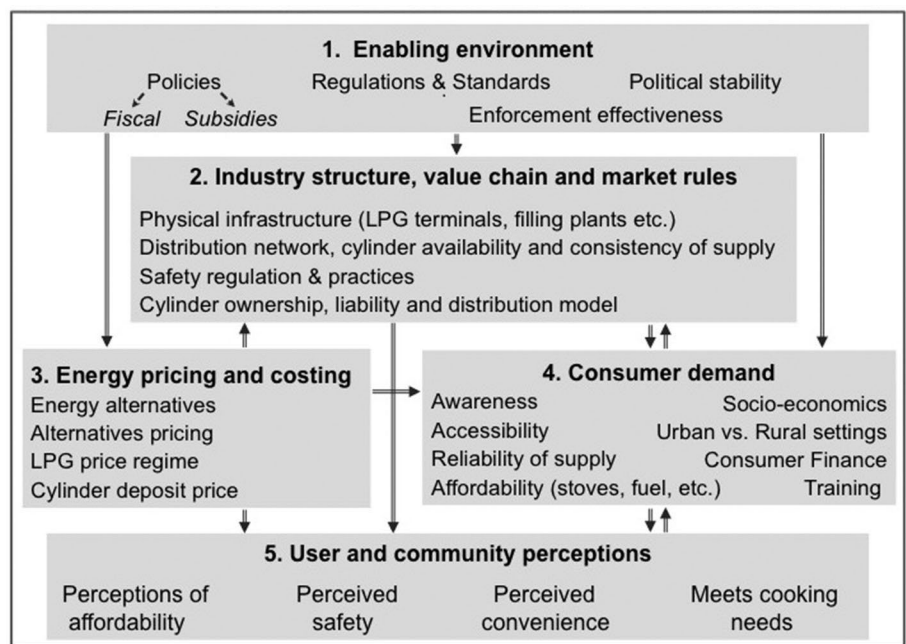 1. Enabling environment
Policies Regulations & Standards Political stability
Fiscal Subsidies Enforcement effectiveness
2. Industry structure, value chain and market rules
Physical infrastructure (LPG terminals, filling plants etc.)
Distribution network, cylinder availability and consistency of supply
Safety regulation & practices
Cylinder ownership, liability and distribution model
3. Energy pricing and costing
Energy alternatives
Alternatives pricing
LPG price regime
Cylinder deposit price
4. Consumer demand
Awareness Socio-economics
Accessibility Urban vs. Rural settings
Reliability of supply Consumer Finance
Affordability (stoves, fuel, etc.) Training
5. User and community perceptions
Perceptions of affordability
Perceived safety
Perceived convenience
Meets cooking needs